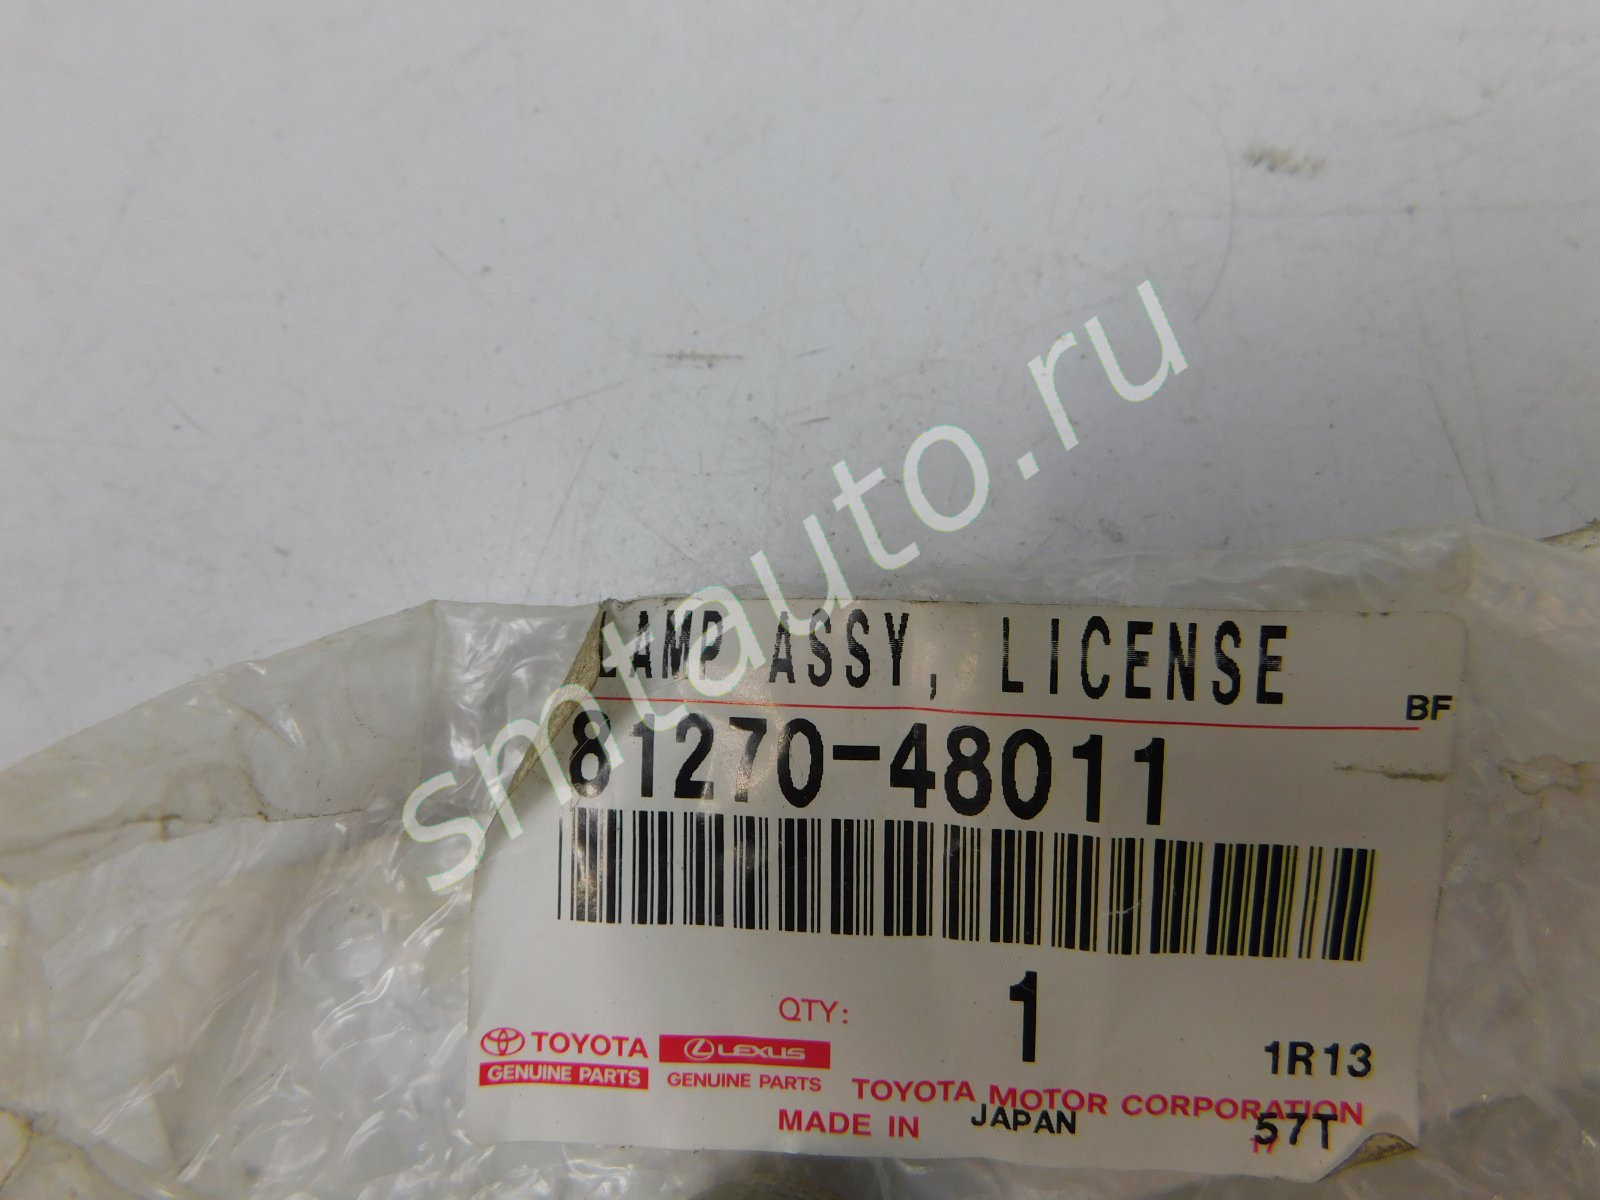 smtauto.ru
LAMP ASSY, LICENSE
BF
81270-48011
QTY: 1
TOYOTA LEXUS 1R13
GENUINE PARTS GENUINE PARTS
TOYOTA MOTOR CORPORATION
MADE IN JAPAN 57T
17